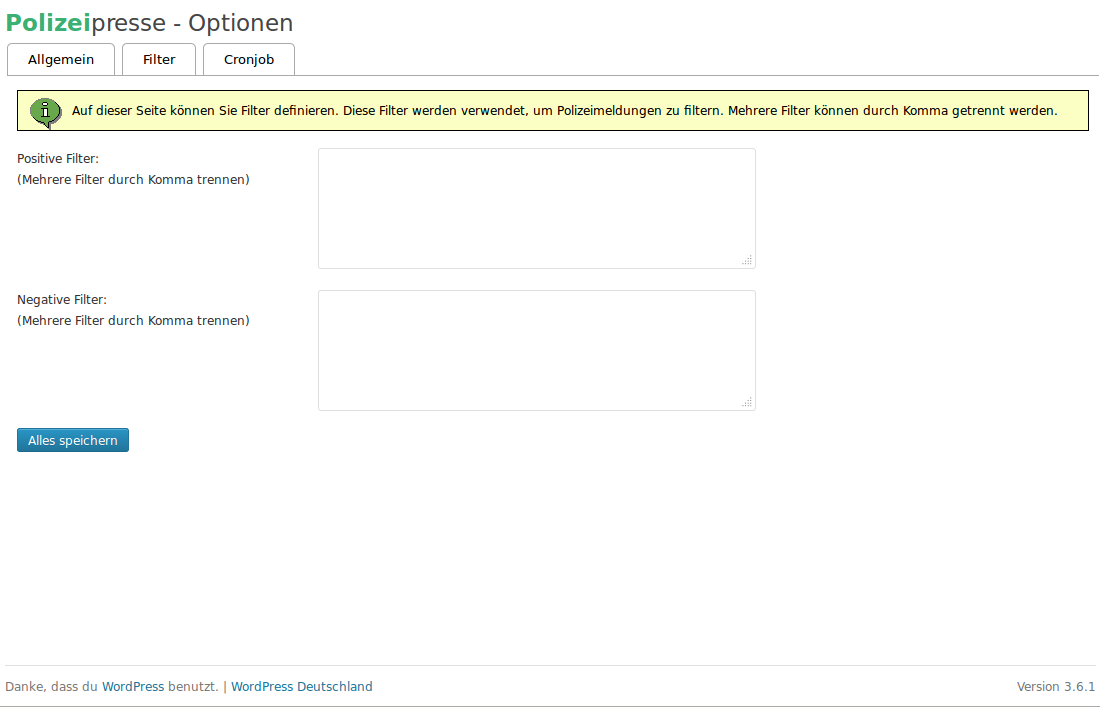 Polizeipresse - Optionen
Allgemein Filter Cronjob
Auf dieser Seite können Sie Filter definieren. Diese Filter werden verwendet, um Polizeimeldungen zu filtern. Mehrere Filter können durch Komma getrennt werden.
Positive Filter:
(Mehrere Filter durch Komma trennen)
Negative Filter:
(Mehrere Filter durch Komma trennen)
Alles speichern
Danke, dass du WordPress benutzt. | WordPress Deutschland Version 3.6.1